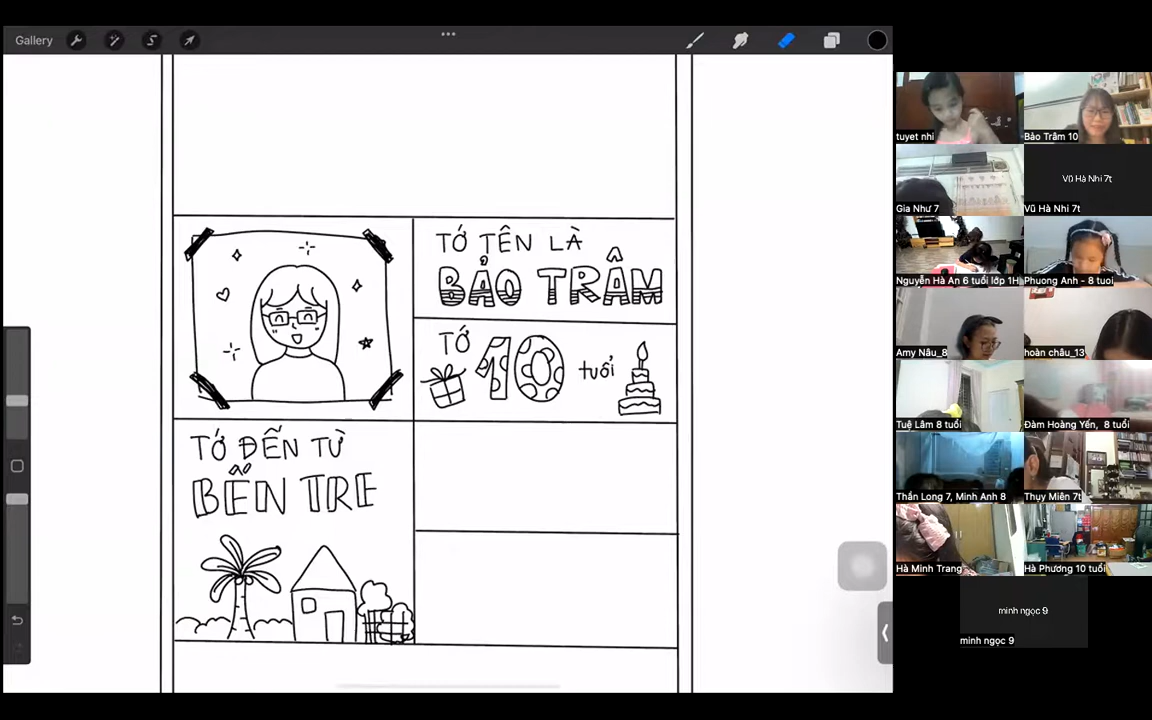 Gallery
TỚ TÊN LÀ
BẢO TRÂM
TỚ
10 tuổi
TỚ ĐẾN TỪ
BẾN TRE
tuyet nhi
Bảo Trâm 10
Gia Như 7
Vũ Hà Nhi 7t
Vũ Hà Nhi 7t
Nguyễn Hà An 6 tuổi lớp 1H
Phuong Anh - 8 tuoi
Amy Nâu_8
hoàn châu_13
Tuệ Lâm 8 tuổi
Đàm Hoàng Yến, 8 tuổi
Thần Long 7, Minh Anh 8
Thụy Miên 7t
Hà Minh Trang
Hà Phương 10 tuổi
minh ngọc 9
minh ngọc 9